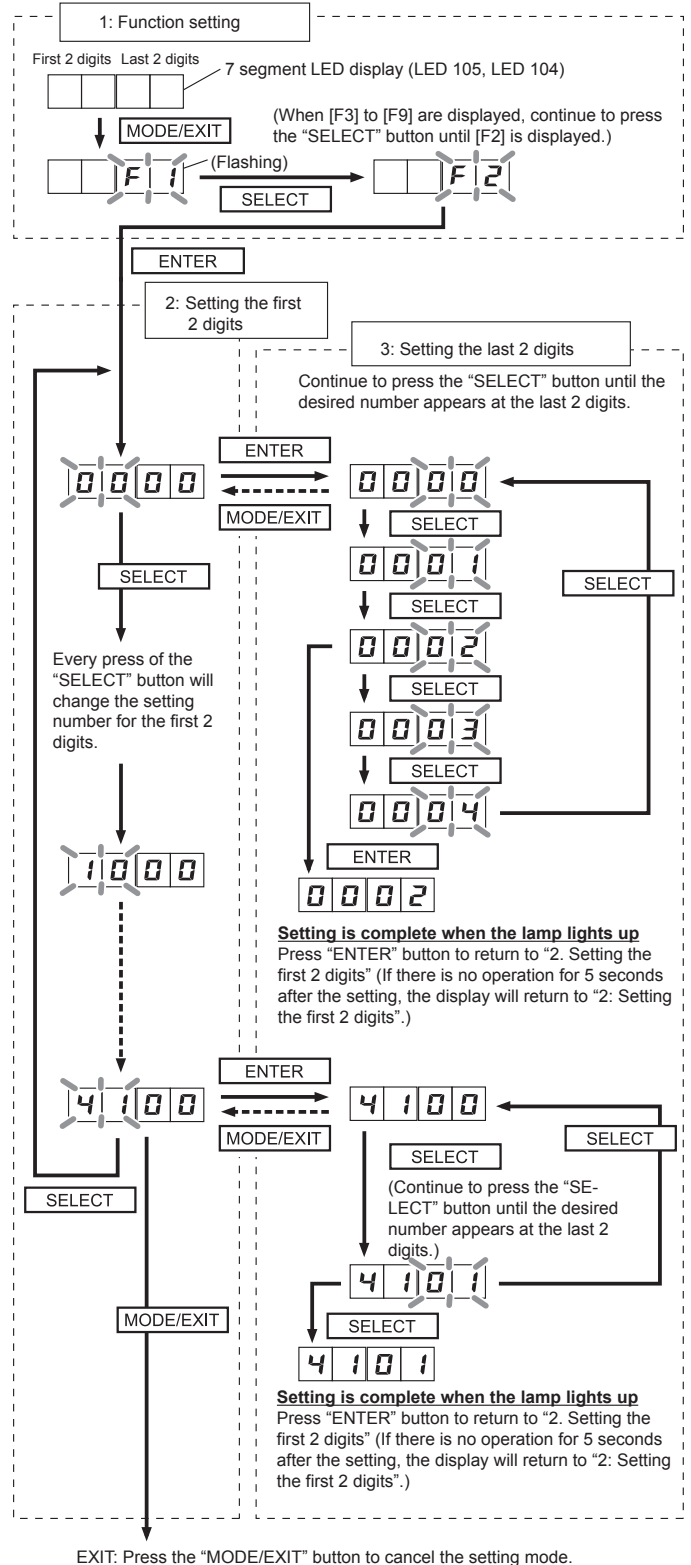 1: Function setting
First 2 digits Last 2 digits
7 segment LED display (LED 105, LED 104)
(When [F3] to [F9] are displayed, continue to press
the “SELECT” button until [F2] is displayed.)
MODE/EXIT
(Flashing)
F 1
SELECT
F 2
ENTER
2: Setting the first
2 digits
3: Setting the last 2 digits
Continue to press the “SELECT” button until the
desired number appears at the last 2 digits.
0 0 0 0
ENTER
MODE/EXIT
0 0 0 0
SELECT
0 0 0 1
SELECT
SELECT
SELECT
0 0 0 2
Every press of the
“SELECT” button will
change the setting
number for the first 2
digits.
SELECT
0 0 0 3
SELECT
0 0 0 4
1 0 0 0
ENTER
0 0 0 2
Setting is complete when the lamp lights up
Press “ENTER” button to return to “2. Setting the
first 2 digits” (If there is no operation for 5 seconds
after the setting, the display will return to “2: Setting
the first 2 digits”.)
4 1 0 0
ENTER
MODE/EXIT
4 1 0 0
SELECT
SELECT
SELECT
(Continue to press the “SE-
LECT” button until the desired
number appears at the last 2
digits.)
4 1 0 1
MODE/EXIT
SELECT
4 1 0 1
Setting is complete when the lamp lights up
Press “ENTER” button to return to “2. Setting the
first 2 digits” (If there is no operation for 5 seconds
after the setting, the display will return to “2: Setting
the first 2 digits”.)
EXIT: Press the “MODE/EXIT” button to cancel the setting mode.